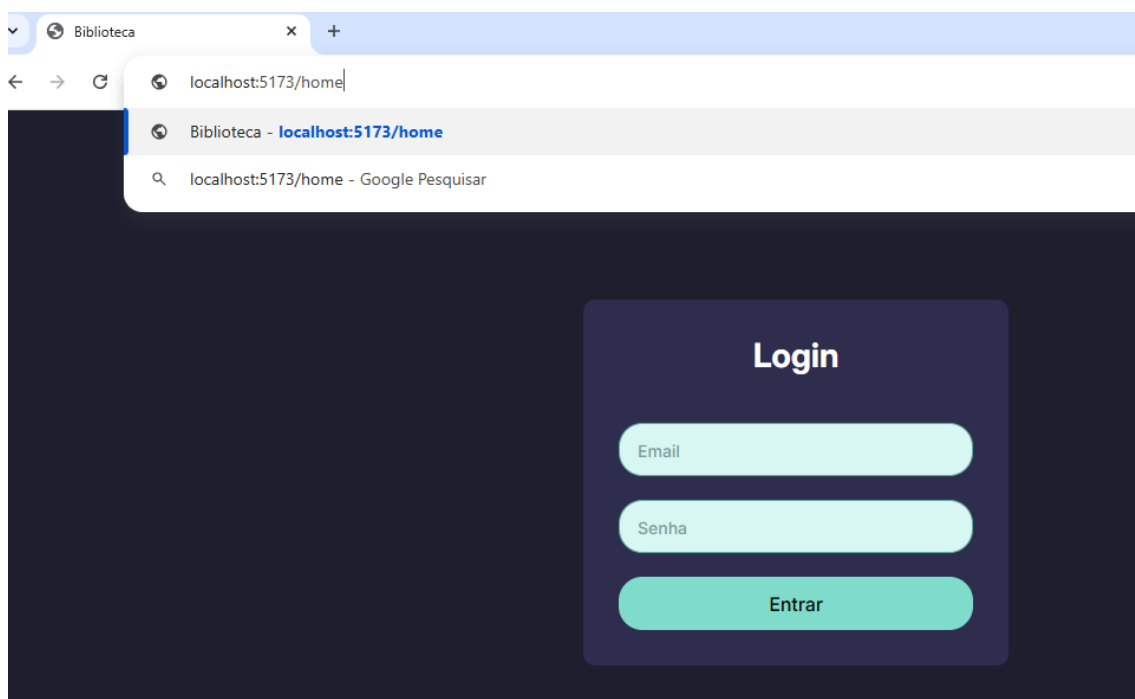 Biblioteca
localhost:5173/home
Biblioteca - localhost:5173/home
localhost:5173/home - Google Pesquisar
Login
Email
Senha
Entrar